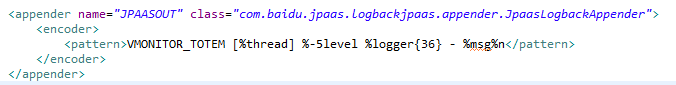 <appender name="JPAASOUT" class="com.baidu.jpaas.logbackjpaas.appender.JpaasLogbackAppender">
<encoder>
<pattern>VMONITOR_TOTEM [%thread] %-5level %logger{36} - %msg%n</pattern>
</encoder>
</appender>